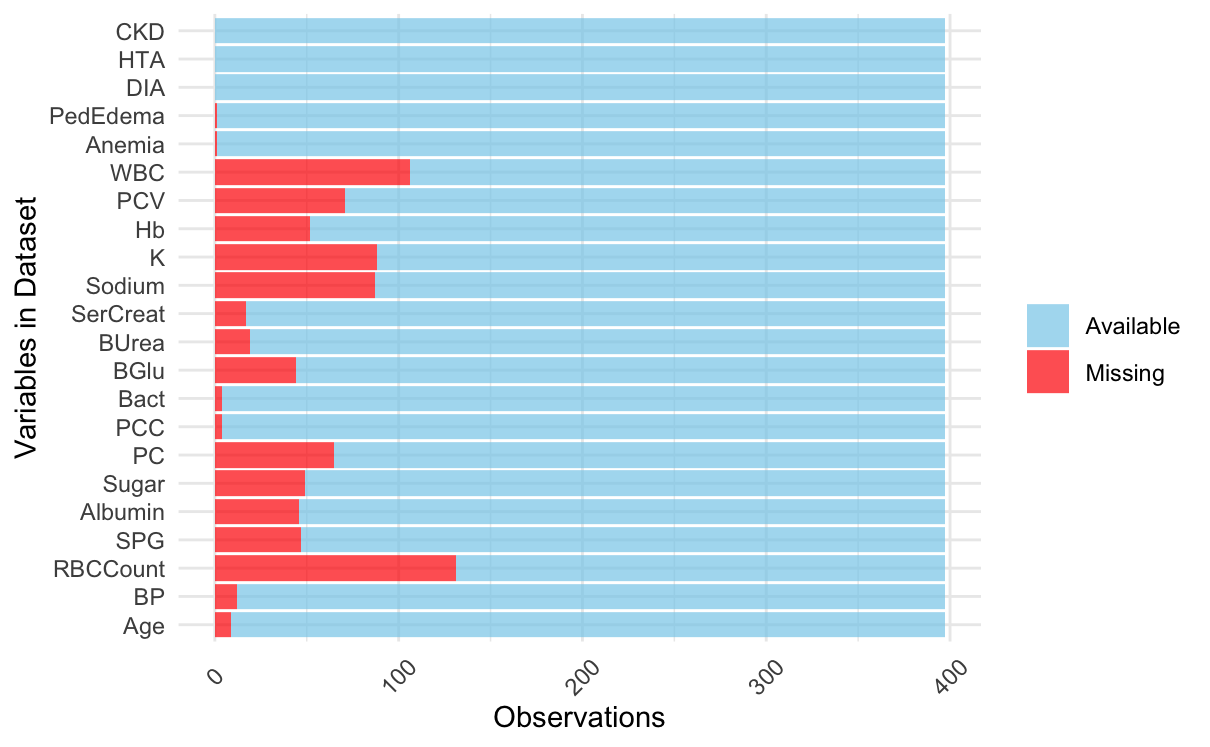 Variables in Dataset
CKD
HTA
DIA
PedEdema
Anemia
WBC
PCV
Hb
K
Sodium
SerCreat
BUrea
BGlu
Bact
PCC
PC
Sugar
Albumin
SPG
RBCCount
BP
Age
0
100
200
300
400
Observations
Available
Missing